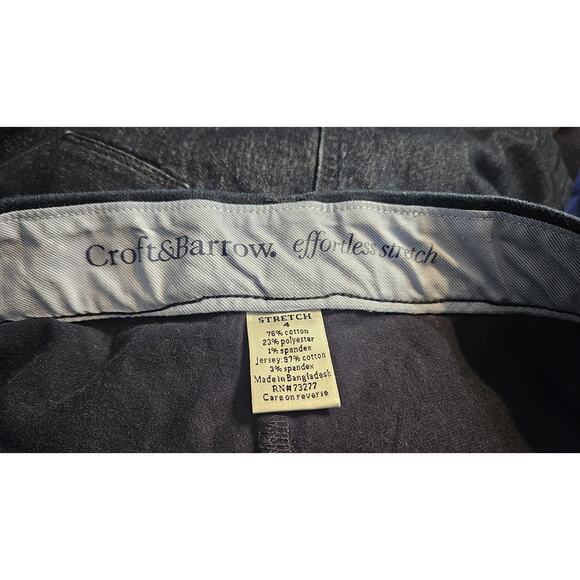 Croft&Barrow. effortless stretch
STRETCH
4
76% cotton
23% polyester
1% spandex
jersey: 97% cotton
3% spandex
Made in Bangladesh
RN# 73277
Care on reverse